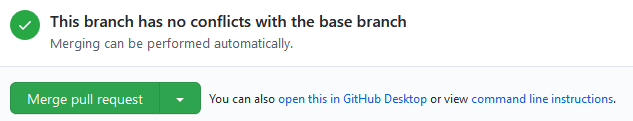 This branch has no conflicts with the base branch
Merging can be performed automatically.
Merge pull request You can also open this in GitHub Desktop or view command line instructions.